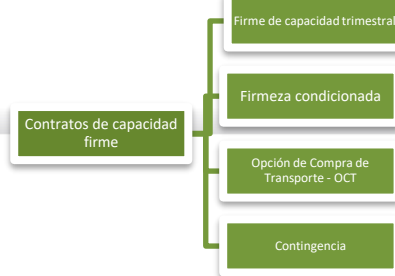 Firme de capacidad trimestral
Contratos de capacidad
firme
Firmeza condicionada
Opción de Compra de
Transporte - OCT
Contingencia